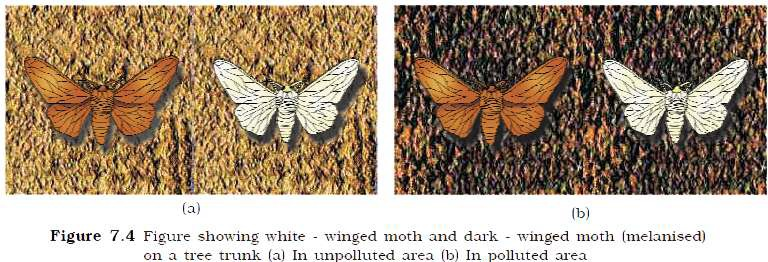 (a)
(b)
Figure 7.4 Figure showing white - winged moth and dark - winged moth (melanised)
on a tree trunk (a) In unpolluted area (b) In polluted area